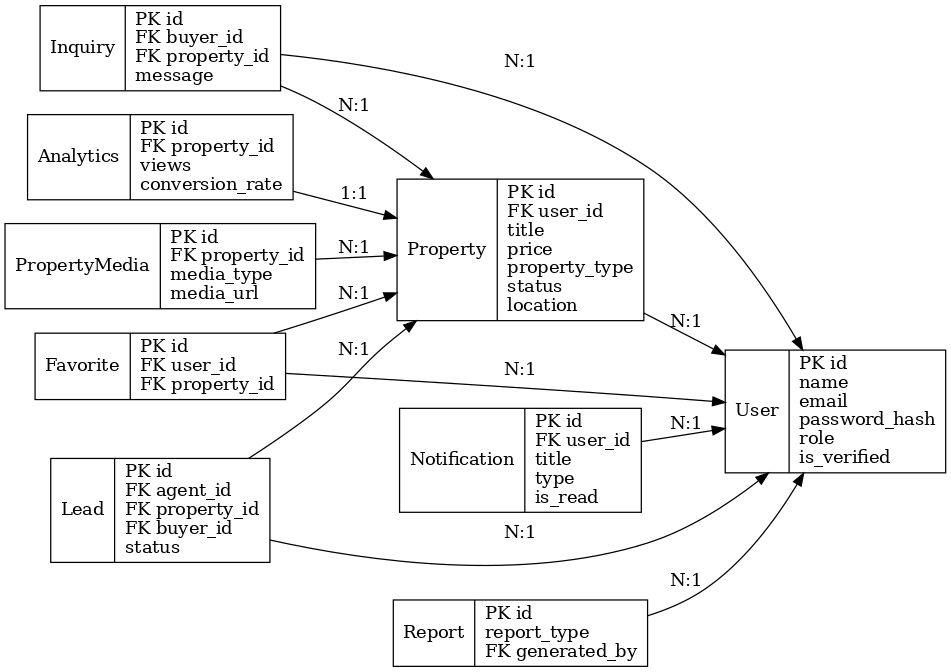 Inquiry
PK id
FK buyer_id
FK property_id
message
N:1
N:1
Analytics
PK id
FK property_id
views
conversion_rate
1:1
PropertyMedia
PK id
FK property_id
media_type
media_url
N:1
Property
PK id
FK user_id
title
price
property_type
status
location
N:1
Favorite
PK id
FK user_id
FK property_id
N:1
N:1
User
PK id
name
email
password_hash
role
is_verified
Notification
PK id
FK user_id
title
type
is_read
N:1
Lead
PK id
FK agent_id
FK property_id
FK buyer_id
status
N:1
N:1
Report
PK id
report_type
FK generated_by
N:1